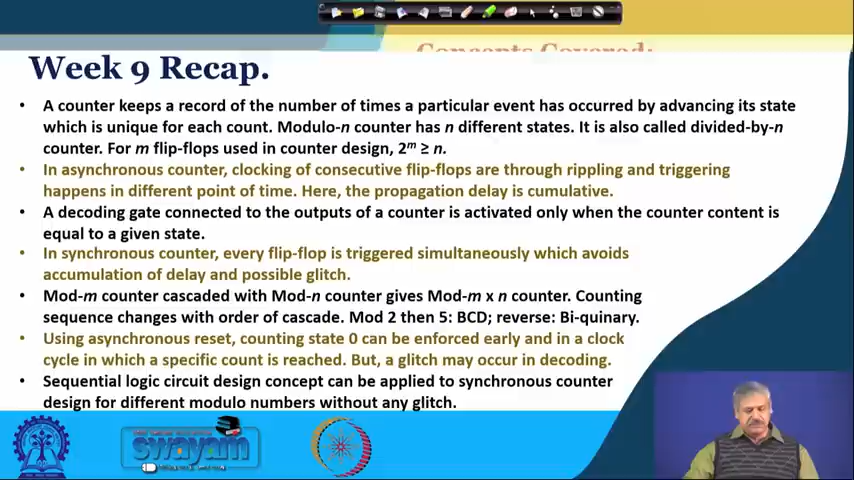 Concepts Covered:
Week 9 Recap.
• A counter keeps a record of the number of times a particular event has occurred by advancing its state
which is unique for each count. Modulo-n counter has n different states. It is also called divided-by-n
counter. For m flip-flops used in counter design, 2ᵐ ≥ n.
• In asynchronous counter, clocking of consecutive flip-flops are through rippling and triggering
happens in different point of time. Here, the propagation delay is cumulative.
• A decoding gate connected to the outputs of a counter is activated only when the counter content is
equal to a given state.
• In synchronous counter, every flip-flop is triggered simultaneously which avoids
accumulation of delay and possible glitch.
• Mod-m counter cascaded with Mod-n counter gives Mod-m x n counter. Counting
sequence changes with order of cascade. Mod 2 then 5: BCD; reverse: Bi-quinary.
• Using asynchronous reset, counting state 0 can be enforced early and in a clock
cycle in which a specific count is reached. But, a glitch may occur in decoding.
• Sequential logic circuit design concept can be applied to synchronous counter
design for different modulo numbers without any glitch.
swayam